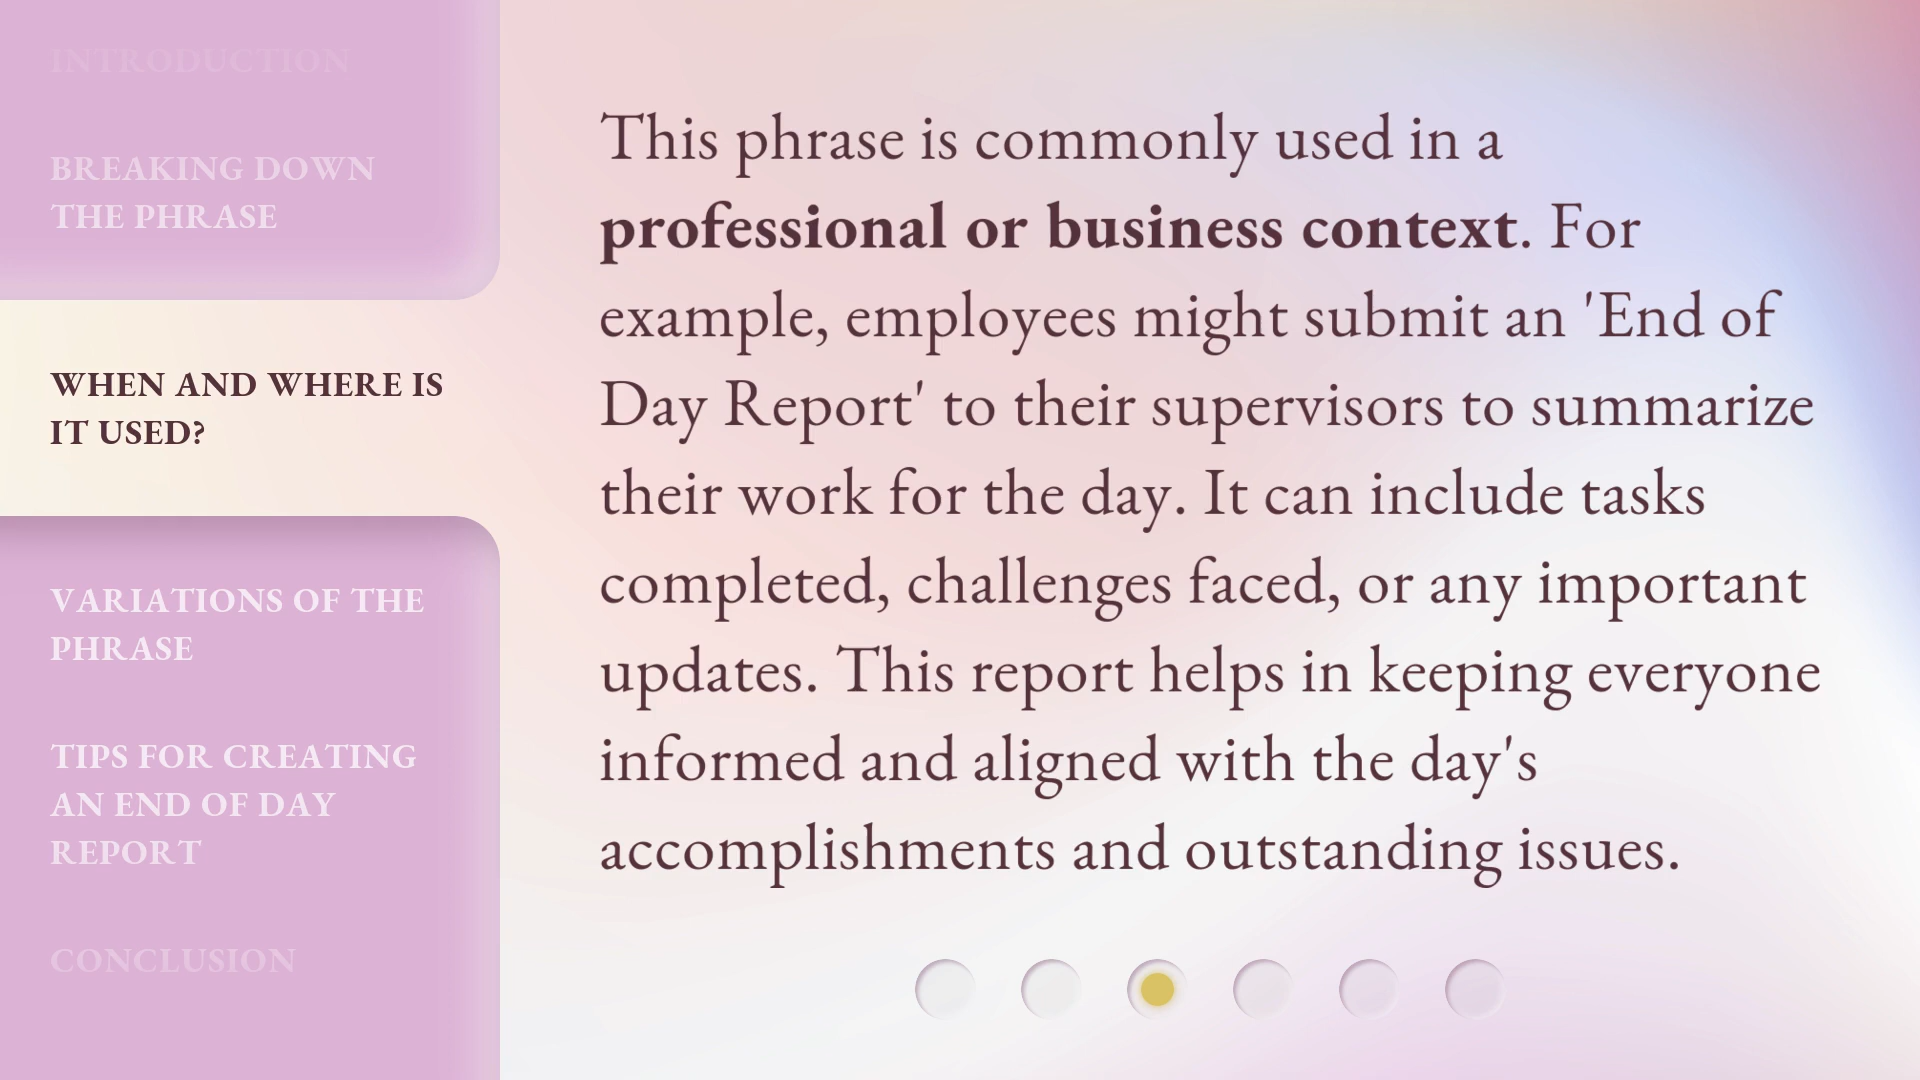 INTRODUCTION
BREAKING DOWN
THE PHRASE
WHEN AND WHERE IS
IT USED?
VARIATIONS OF THE
PHRASE
TIPS FOR CREATING
AN END OF DAY
REPORT
CONCLUSION
This phrase is commonly used in a
professional or business context. For
example, employees might submit an 'End of
Day Report' to their supervisors to summarize
their work for the day. It can include tasks
completed, challenges faced, or any important
updates. This report helps in keeping everyone
informed and aligned with the day's
accomplishments and outstanding issues.